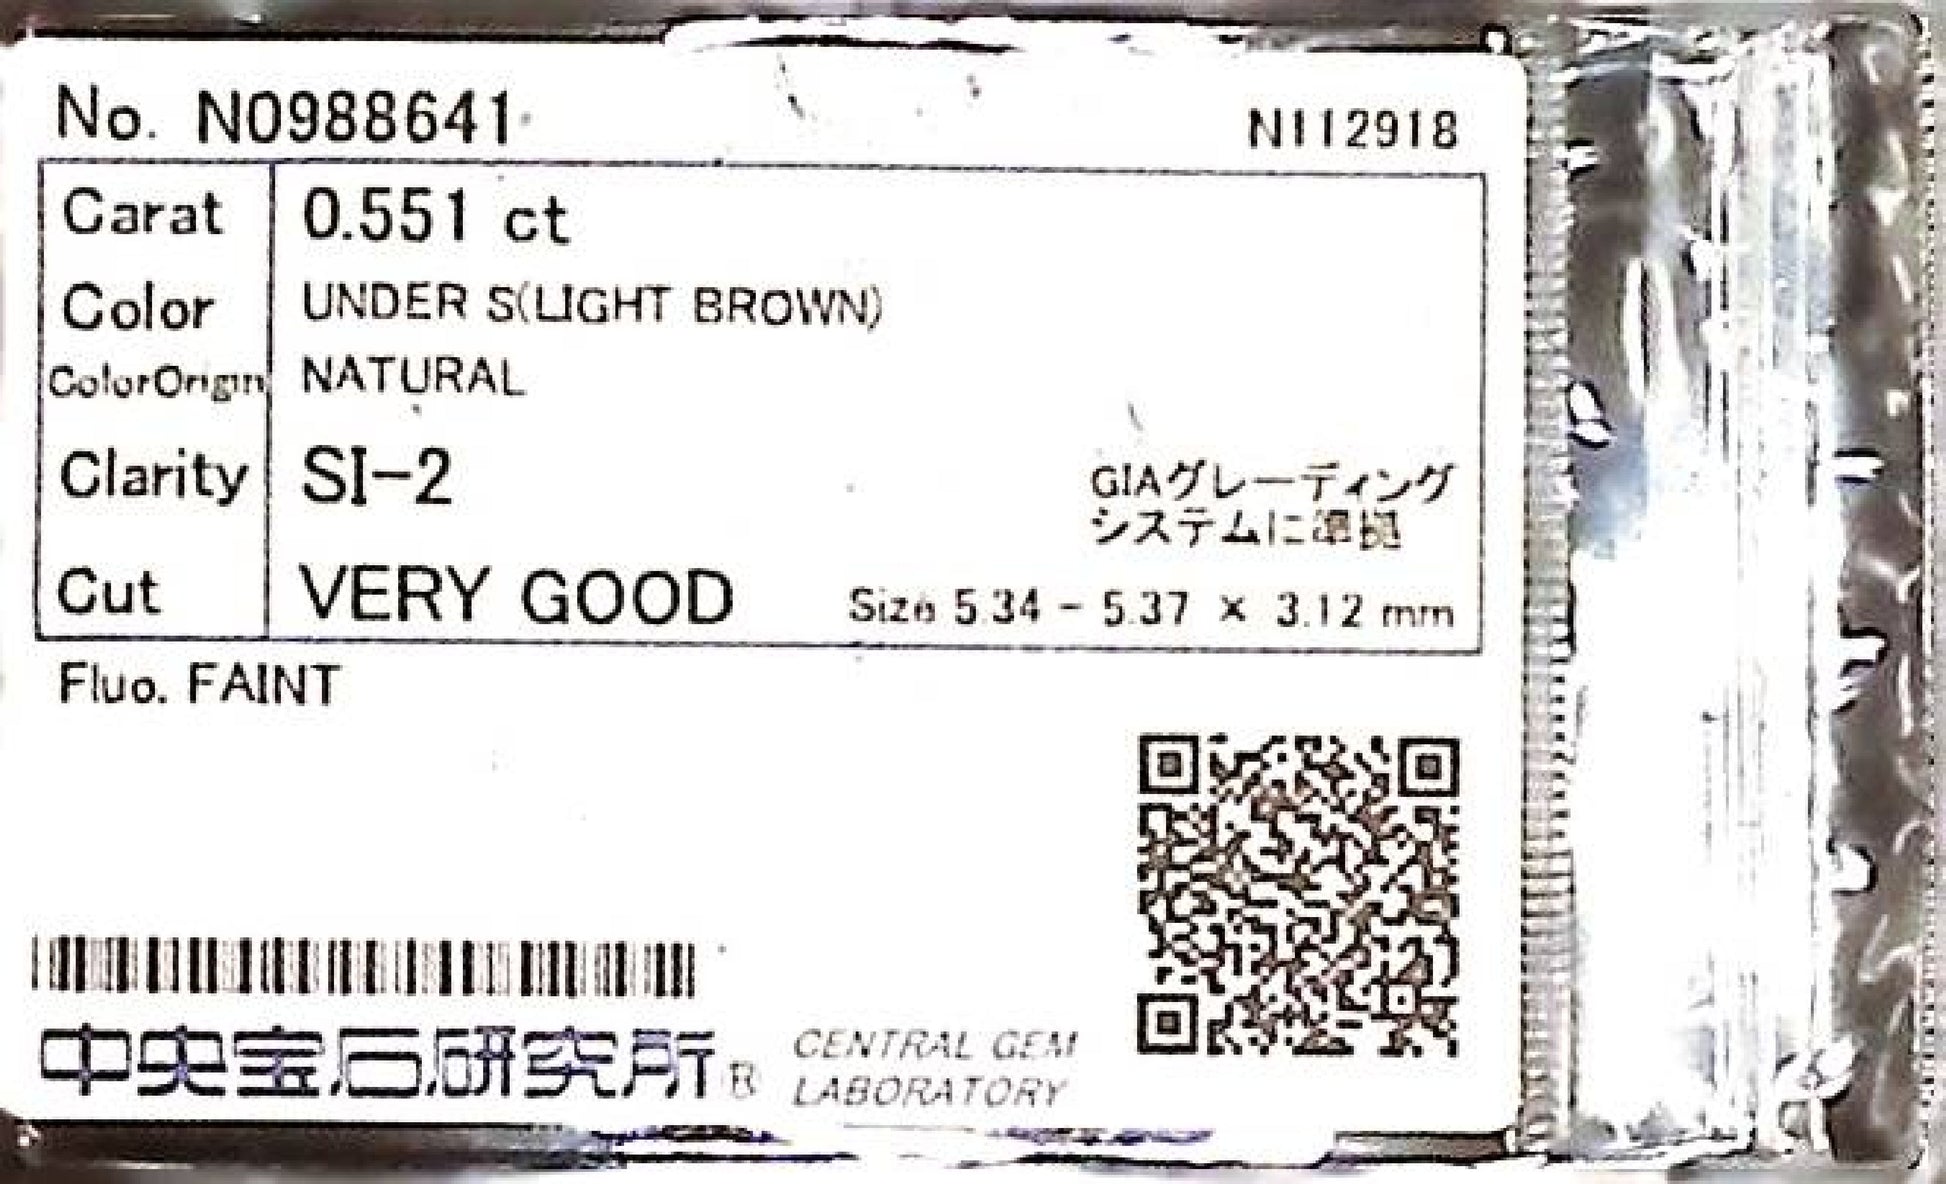 No. N0988641
N112918
Carat 0.551 ct
Color UNDER S(LIGHT BROWN)
ColorOrigin NATURAL
Clarity SI-2
GIAグレーディング
システムに準拠
Cut VERY GOOD
Size 5.34 - 5.37 × 3.12 mm
Fluo. FAINT
中央宝石研究所®
CENTRAL GEM
LABORATORY